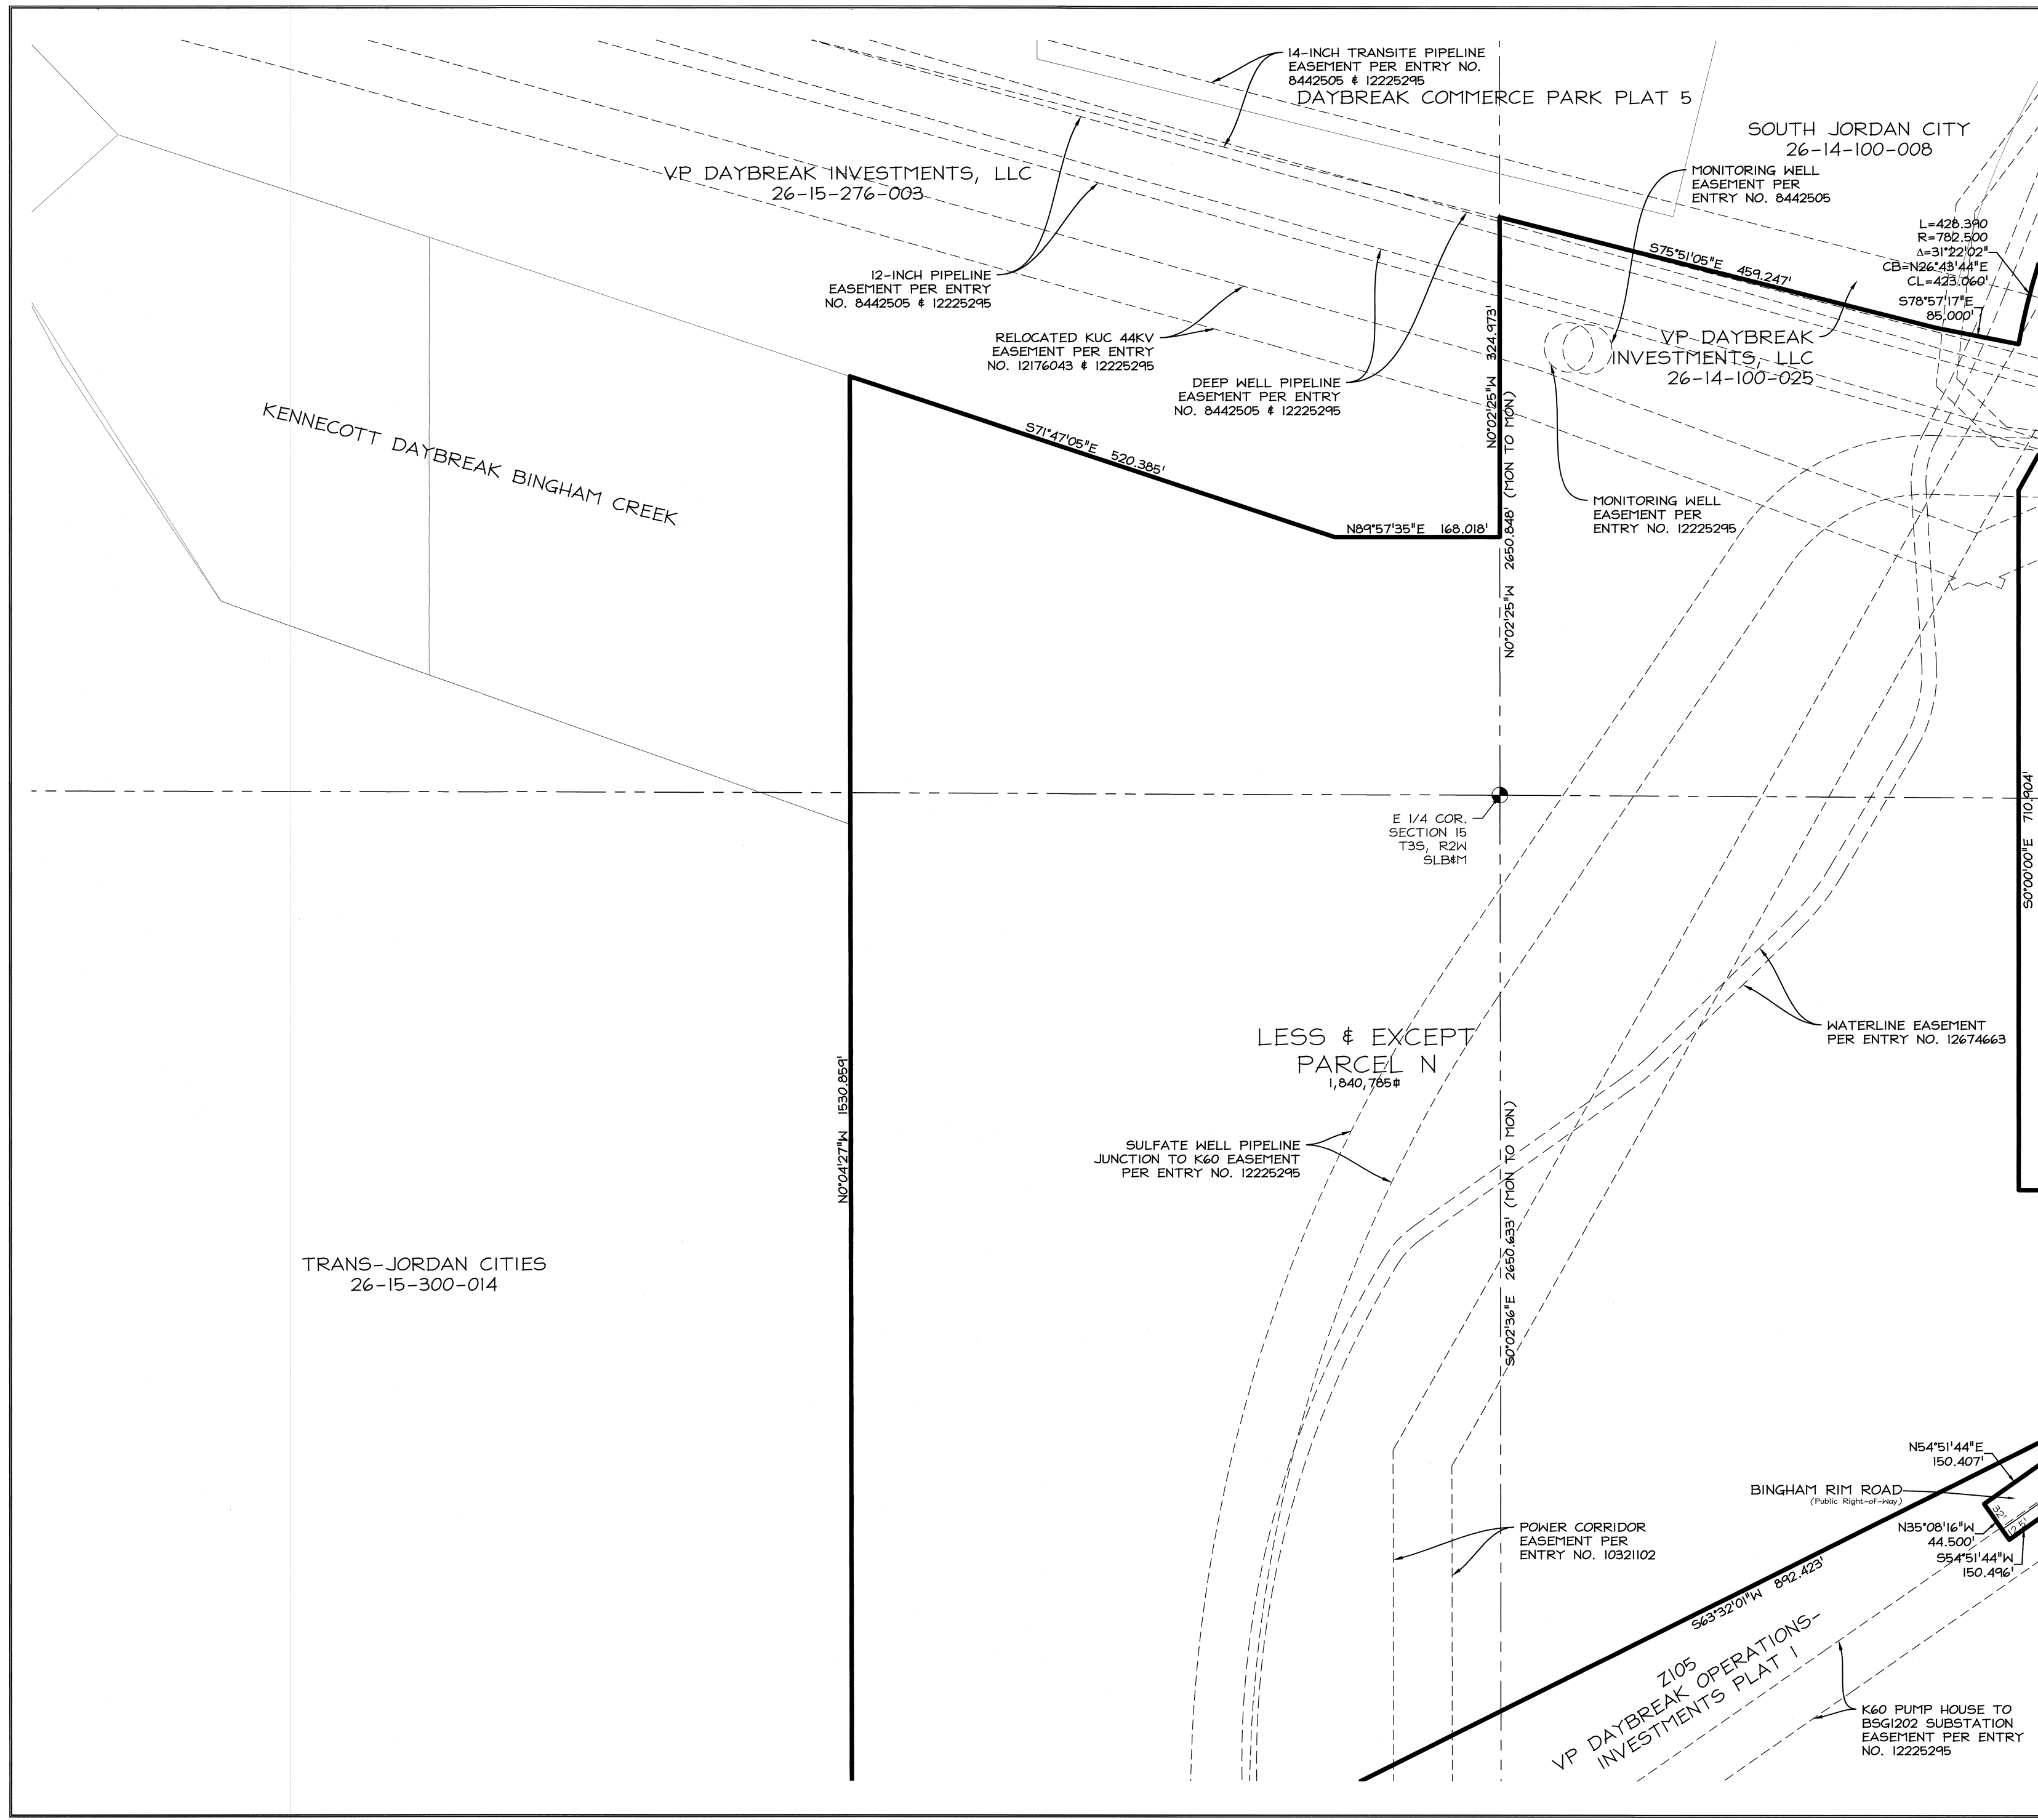 14-INCH TRANSITE PIPELINE
EASEMENT PER ENTRY NO.
8442505 & 12225295
DAYBREAK COMMERCE PARK PLAT 5
SOUTH JORDAN CITY
26-14-100-008
VP DAYBREAK INVESTMENTS, LLC
26-15-276-003
MONITORING WELL
EASEMENT PER
ENTRY NO. 8442505
L=428.390
R=782.500
Δ=31°22'02"
CB=N26°43'44"E
CL=423.060'
S78°57'17"E
85.000'
S75°51'05"E 459.247'
12-INCH PIPELINE
EASEMENT PER ENTRY
NO. 8442505 & 12225295
RELOCATED KUC 44KV
EASEMENT PER ENTRY
NO. 12176043 & 12225295
DEEP WELL PIPELINE
EASEMENT PER ENTRY
NO. 8442505 & 12225295
N0°02'25"W 324.973'
VP DAYBREAK
INVESTMENTS, LLC
26-14-100-025
KENNECOTT DAYBREAK BINGHAM CREEK
S71°47'05"E 520.385'
N89°57'35"E 168.018'
N0°02'25"W 2650.848' (MON TO MON)
MONITORING WELL
EASEMENT PER
ENTRY NO. 12225295
E 1/4 COR.
SECTION 15
T3S, R2W
SLB&M
S0°00'00"E 710.904'
LESS & EXCEPT
PARCEL N
1,840,785⌗
WATERLINE EASEMENT
PER ENTRY NO. 12674663
N0°04'27"W 1530.859'
SULFATE WELL PIPELINE
JUNCTION TO K60 EASEMENT
PER ENTRY NO. 12225295
S0°02'36"E 2650.633' (MON TO MON)
TRANS-JORDAN CITIES
26-15-300-014
N54°51'44"E
150.407'
BINGHAM RIM ROAD
(Public Right-of-Way)
32'
12.5'
N35°08'16"W
44.500'
S54°51'44"W
150.496'
POWER CORRIDOR
EASEMENT PER
ENTRY NO. 10321102
S63°32'01"W 892.423'
Z105
VP DAYBREAK OPERATIONS-
INVESTMENTS PLAT 1
K60 PUMP HOUSE TO
BSG1202 SUBSTATION
EASEMENT PER ENTRY
NO. 12225295